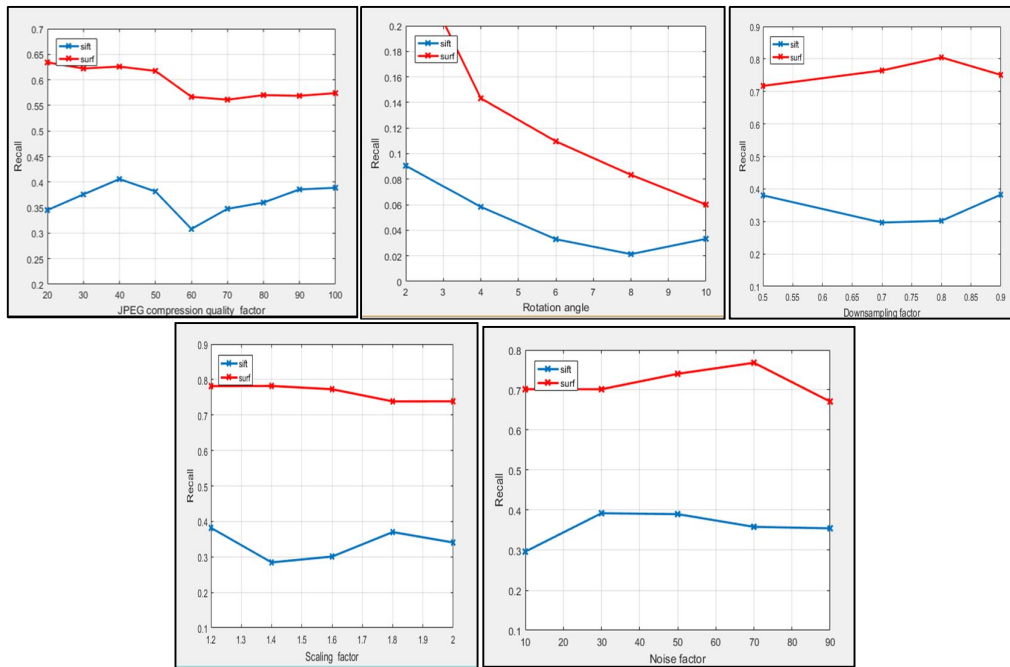 0.7
0.65
0.6
0.55
0.5
0.45
0.4
0.35
0.3
0.25
0.2
Recall
sift
surf
20 30 40 50 60 70 80 90 100
JPEG compression quality factor
0.2
0.18
0.16
0.14
0.12
0.1
0.08
0.06
0.04
0.02
0
Recall
sift
surf
2 3 4 5 6 7 8 9 10
Rotation angle
0.9
0.8
0.7
0.6
0.5
0.4
0.3
0.2
0.1
Recall
sift
surf
0.5 0.55 0.6 0.65 0.7 0.75 0.8 0.85 0.9
Downsampling factor
0.9
0.8
0.7
0.6
0.5
0.4
0.3
0.2
0.1
Recall
sift
surf
1.2 1.3 1.4 1.5 1.6 1.7 1.8 1.9 2
Scaling factor
0.8
0.7
0.6
0.5
0.4
0.3
0.2
0.1
Recall
sift
surf
10 20 30 40 50 60 70 80 90
Noise factor